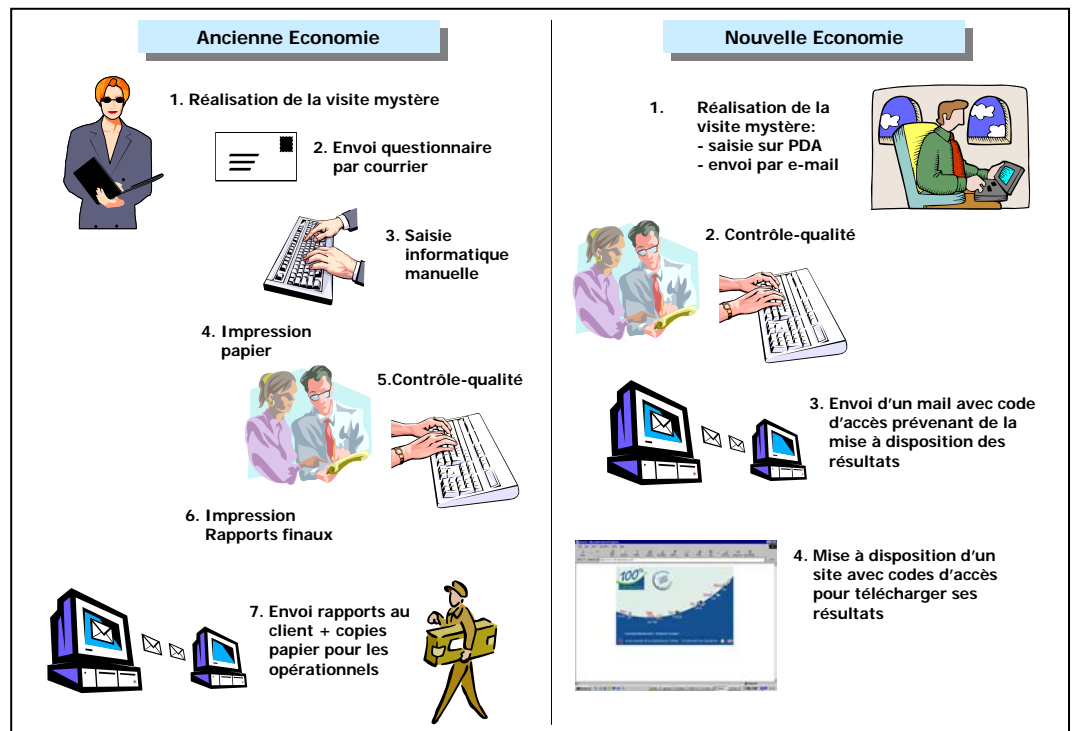 Ancienne Economie
1. Réalisation de la visite mystère
2. Envoi questionnaire
par courrier
3. Saisie
informatique
manuelle
4. Impression
papier
5.Contrôle-qualité
6. Impression
Rapports finaux
7. Envoi rapports au
client + copies
papier pour les
opérationnels
Nouvelle Economie
1. Réalisation de la
visite mystère:
- saisie sur PDA
- envoi par e-mail
2. Contrôle-qualité
3. Envoi d'un mail avec code
d'accès prévenant de la
mise à disposition des
résultats
4. Mise à disposition d'un
site avec codes d'accès
pour télécharger ses
résultats
100%